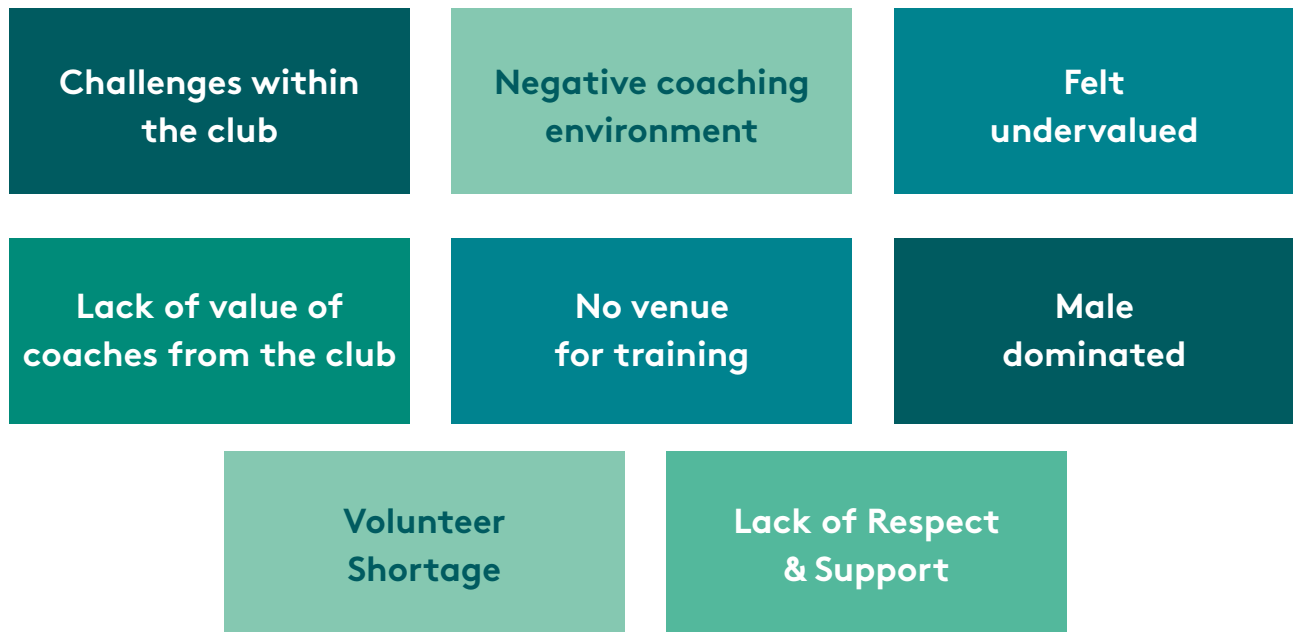 Challenges within
the club
Negative coaching
environment
Felt
undervalued
Lack of value of
coaches from the club
No venue
for training
Male
dominated
Volunteer
Shortage
Lack of Respect
& Support